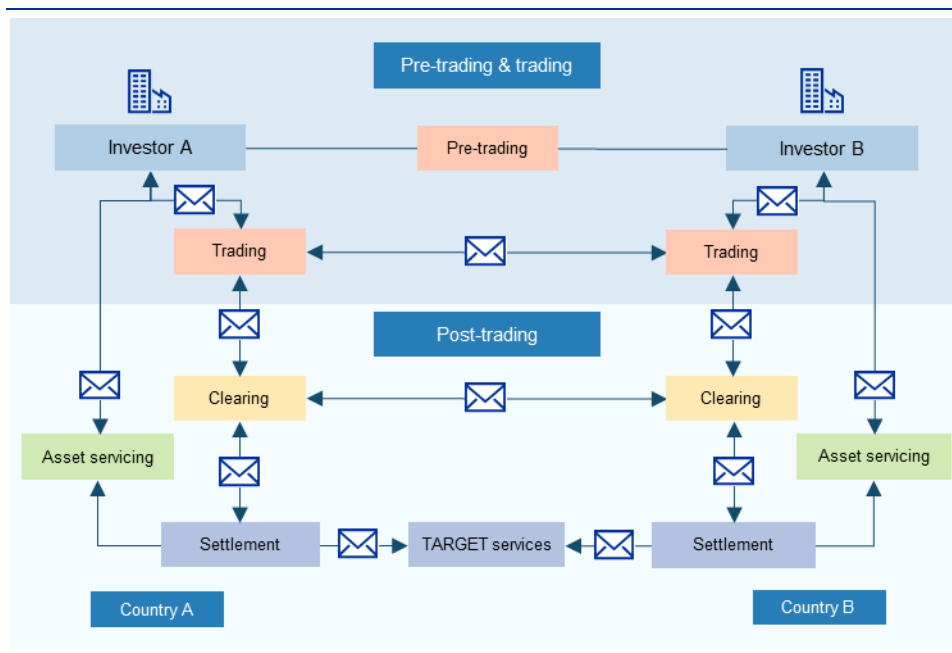 Pre-trading & trading
Investor A
Pre-trading
Investor B
Trading
Trading
Post-trading
Clearing
Clearing
Asset servicing
Asset servicing
Settlement
TARGET services
Settlement
Country A
Country B